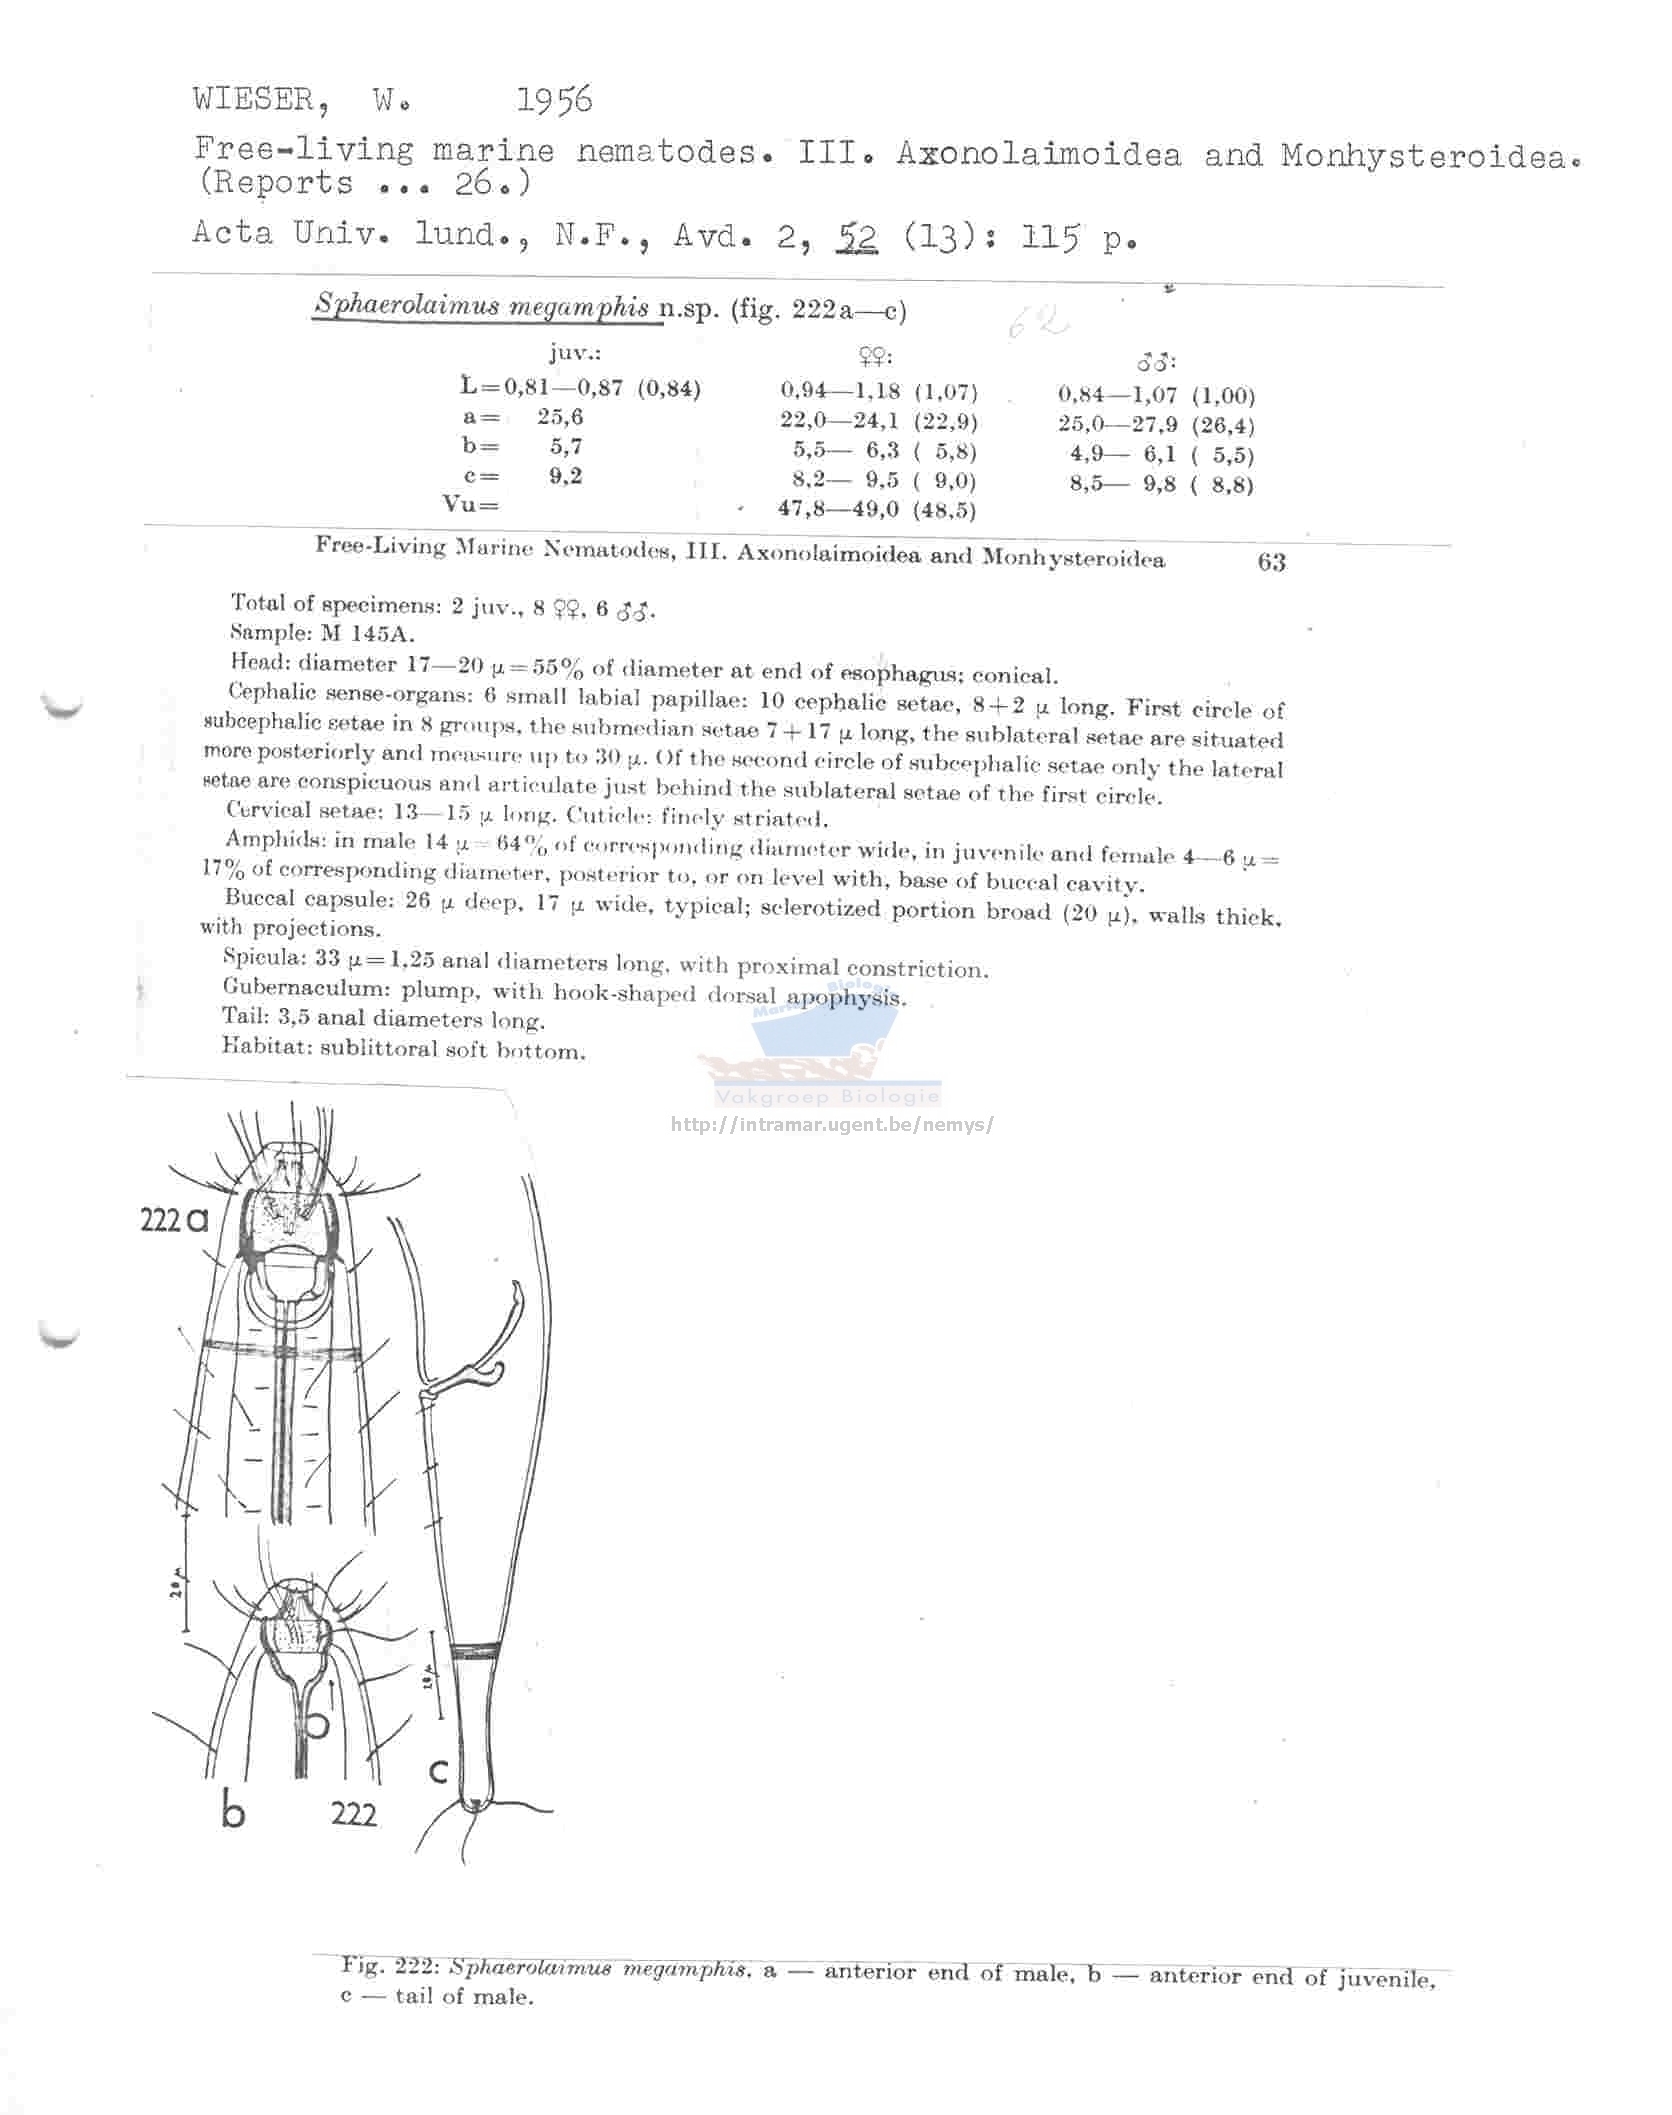 WIESER, W. 1956
Free-living marine nematodes. III. Axonolaimoidea and Monhysteroidea.
(Reports ... 26.)
Acta Univ. lund., N.F., Avd. 2, 52 (13): 115 p.
Sphaerolaimus megamphis n.sp. (fig. 222a—c)
62
juv.: ♀♀: ♂♂:
L=0,81—0,87 (0,84) 0,94—1,18 (1,07) 0,84—1,07 (1,00)
a= 25,6 22,0—24,1 (22,9) 25,0—27,9 (26,4)
b= 5,7 5,5— 6,3 ( 5,8) 4,9— 6,1 ( 5,5)
c= 9,2 8,2— 9,5 ( 9,0) 8,5— 9,8 ( 8,8)
Vu= 47,8—49,0 (48,5)
Free-Living Marine Nematodes, III. Axonolaimoidea and Monhysteroidea 63
Total of specimens: 2 juv., 8 ♀♀, 6 ♂♂.
Sample: M 145A.
Head: diameter 17—20 μ=55% of diameter at end of esophagus; conical.
Cephalic sense-organs: 6 small labial papillae: 10 cephalic setae, 8+2 μ long. First circle of
subcephalic setae in 8 groups, the submedian setae 7+17 μ long, the sublateral setae are situated
more posteriorly and measure up to 30 μ. Of the second circle of subcephalic setae only the lateral
setae are conspicuous and articulate just behind the sublateral setae of the first circle.
Cervical setae: 13—15 μ long. Cuticle: finely striated.
Amphids: in male 14 μ=64% of corresponding diameter wide, in juvenile and female 4—6 μ=
17% of corresponding diameter, posterior to, or on level with, base of buccal cavity.
Buccal capsule: 26 μ deep, 17 μ wide, typical; sclerotized portion broad (20 μ), walls thick,
with projections.
Spicula: 33 μ=1,25 anal diameters long, with proximal constriction.
Gubernaculum: plump, with hook-shaped dorsal apophysis.
Tail: 3,5 anal diameters long.
Habitat: sublittoral soft bottom.
Marine Biology
Vakgroep Biologie
http://intramar.ugent.be/nemys/
222 a
20 μ
20 μ
c
b 222
Fig. 222: Sphaerolaimus megamphis. a — anterior end of male, b — anterior end of juvenile,
c — tail of male.